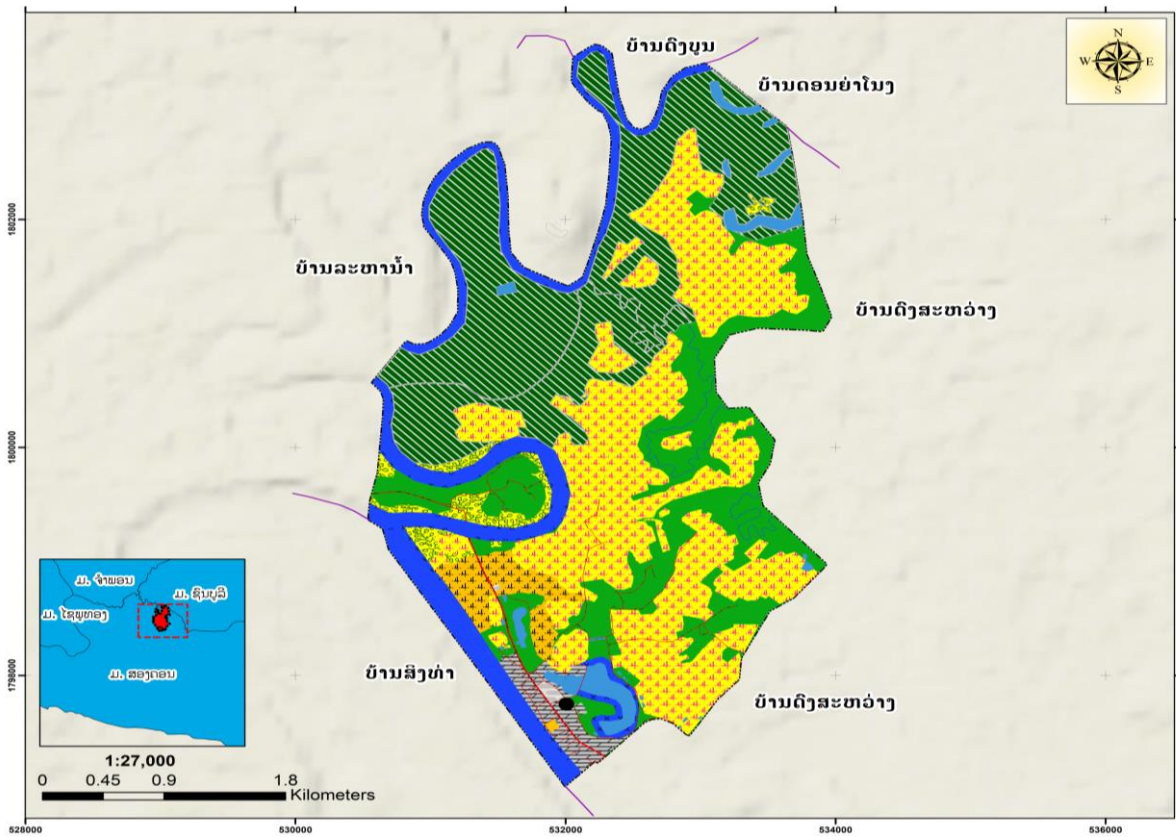 ບ້ານດົງບູນ
N
W E
S
ບ້ານດອນຍ່າໂນງ
1802000
ບ້ານລະຫານ້ຳ
ບ້ານດົງສະຫວ່າງ
1800000
ມ. ຈຳພອນ
ມ. ຊົນບູລີ
ມ. ໄຊພູທອງ
ມ. ສອງຄອນ
ບ້ານສິງທ່າ
1798000
ບ້ານດົງສະຫວ່າງ
1:27,000
0 0.45 0.9 1.8
Kilometers
528000 530000 532000 534000 536000